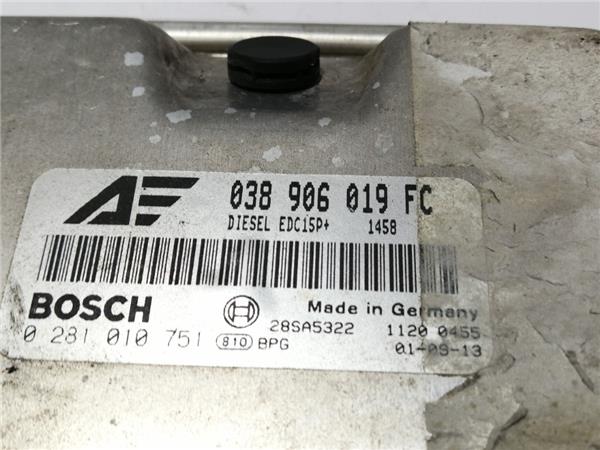 AE 038 906 019 FC
DIESEL EDC15P+ 1458
BOSCH Made in Germany
0 281 010 751 810 BPG 28SA5322 1120 0455
01-09-13